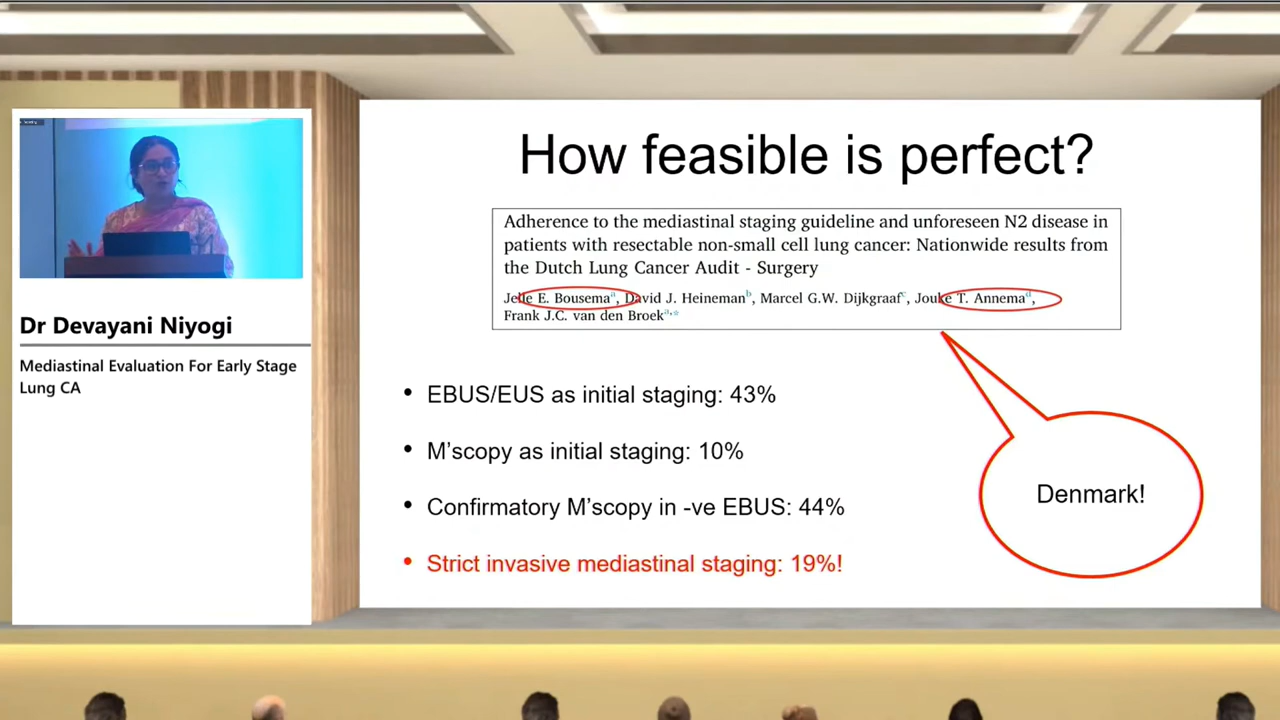 How feasible is perfect?
Adherence to the mediastinal staging guideline and unforeseen N2 disease in
patients with resectable non-small cell lung cancer: Nationwide results from
the Dutch Lung Cancer Audit - Surgery
Jelle E. Bousema a, David J. Heineman b, Marcel G.W. Dijkgraaf c, Jouke T. Annema d,
Frank J.C. van den Broek a,*
• EBUS/EUS as initial staging: 43%
• M'scopy as initial staging: 10%
• Confirmatory M'scopy in -ve EBUS: 44%
• Strict invasive mediastinal staging: 19%!
Denmark!
Dr Devayani Niyogi
Mediastinal Evaluation For Early Stage
Lung CA